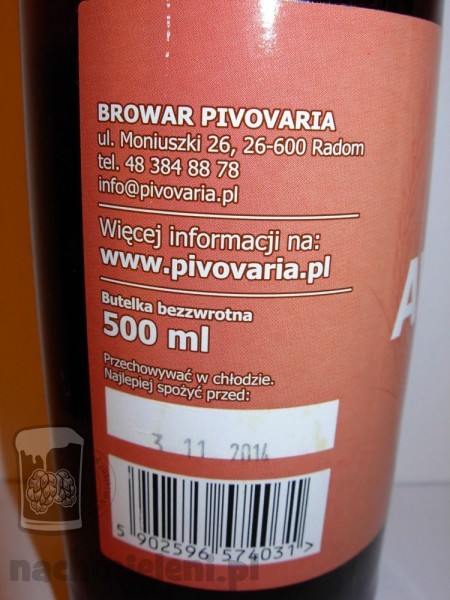 BROWAR PIVOVARIA
ul. Moniuszki 26, 26-600 Radom
tel. 48 384 88 78
info@pivovaria.pl
Więcej informacji na:
www.pivovaria.pl
Butelka bezzwrotna
500 ml
Przechowywać w chłodzie.
Najlepiej spożyć przed:
3 11 2014
5 902596 574031 >
A